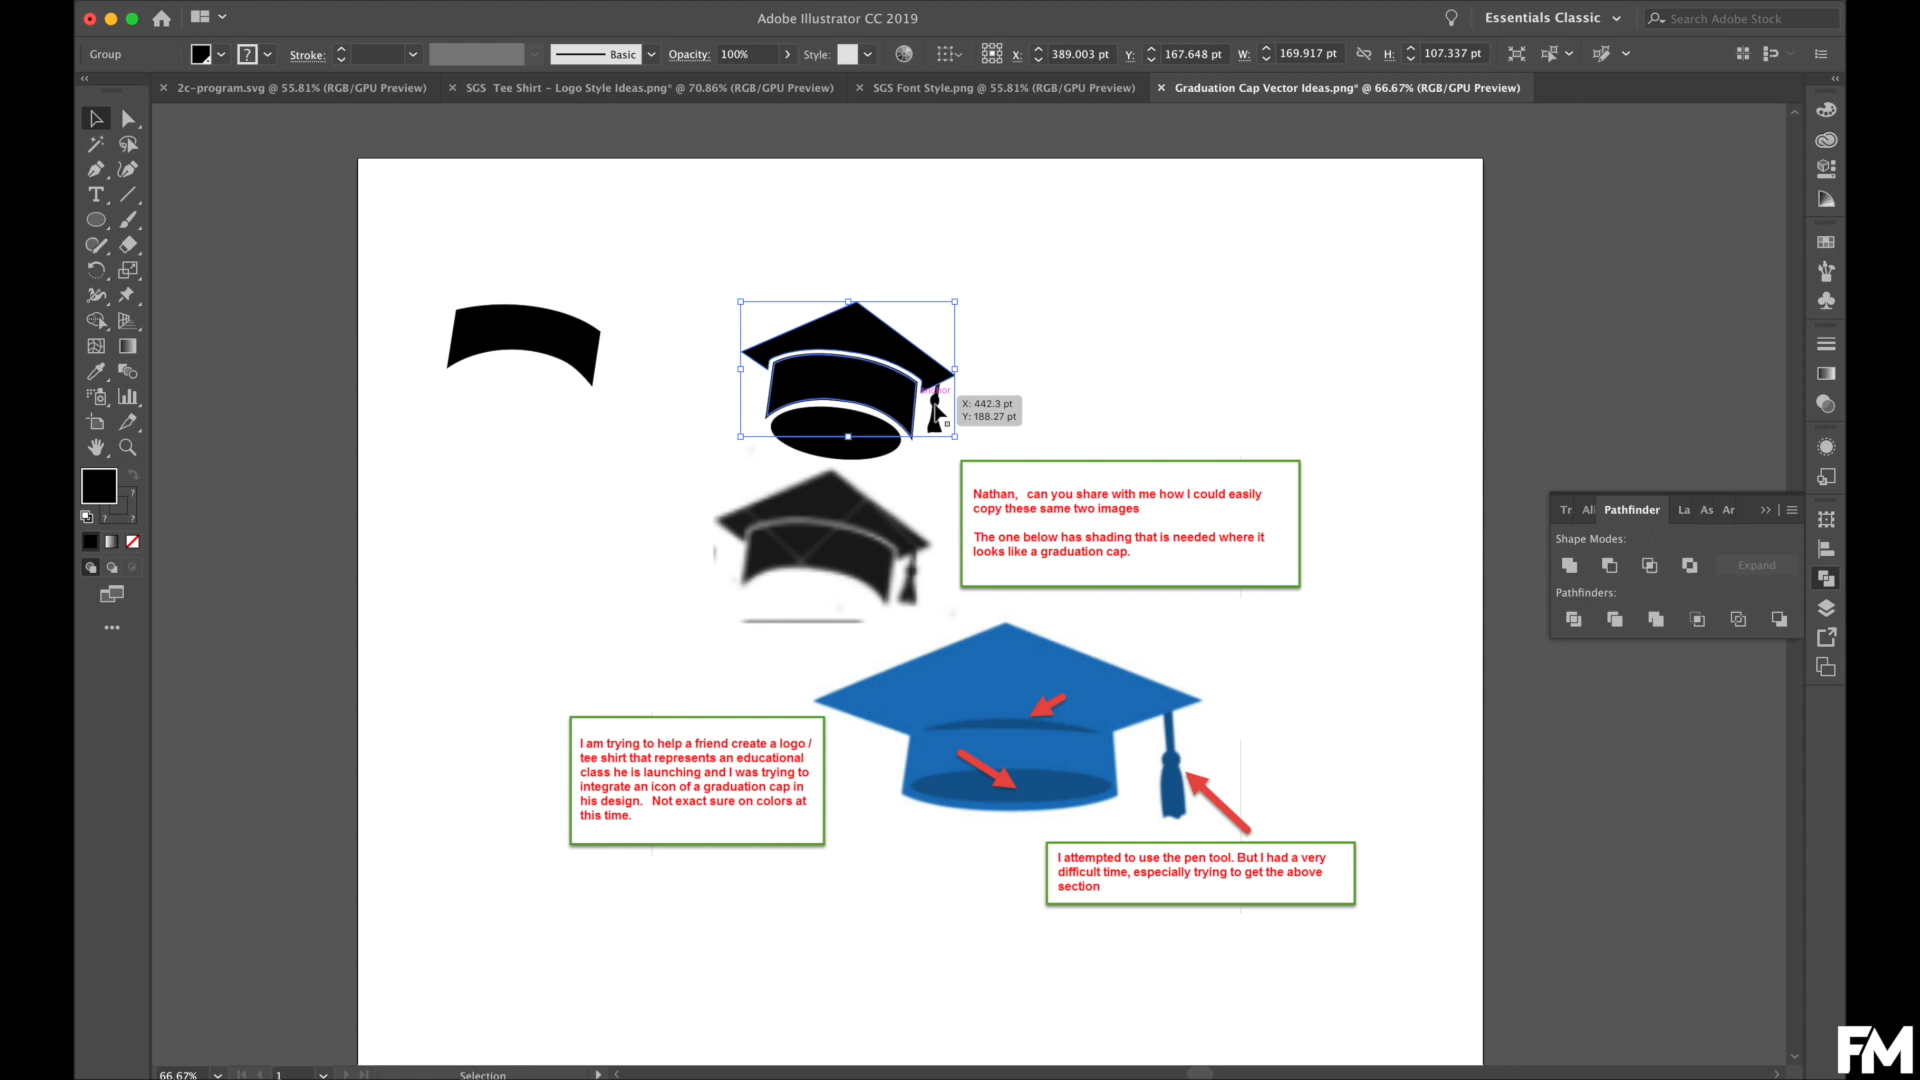 Adobe Illustrator CC 2019
Essentials Classic
Search Adobe Stock
Group
?
Stroke:
Basic
Opacity: 100%
Style:
X: 389.003 pt
Y: 167.648 pt
W: 169.917 pt
H: 107.337 pt
2c-program.svg @ 55.81% (RGB/GPU Preview)
SGS Tee Shirt – Logo Style Ideas.png* @ 70.86% (RGB/GPU Preview)
SGS Font Style.png @ 55.81% (RGB/GPU Preview)
Graduation Cap Vector Ideas.png* @ 66.67% (RGB/GPU Preview)
X: 442.3 pt
Y: 188.27 pt
Nathan, can you share with me how I could easily
copy these same two images
The one below has shading that is needed where it
looks like a graduation cap.
Tr Ali Pathfinder La As Ar
Shape Modes:
Expand
Pathfinders:
I am trying to help a friend create a logo /
tee shirt that represents an educational
class he is launching and I was trying to
integrate an icon of a graduation cap in
his design. Not exact sure on colors at
this time.
I attempted to use the pen tool. But I had a very
difficult time, especially trying to get the above
section
66.67%
1
Selection
FM